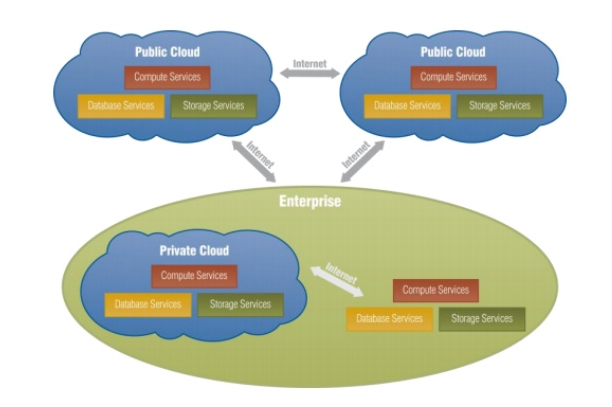 Public Cloud
Compute Services
Database Services
Storage Services
Internet
Public Cloud
Compute Services
Database Services
Storage Services
Internet
Internet
Enterprise
Private Cloud
Compute Services
Database Services
Storage Services
Internet
Compute Services
Database Services
Storage Services